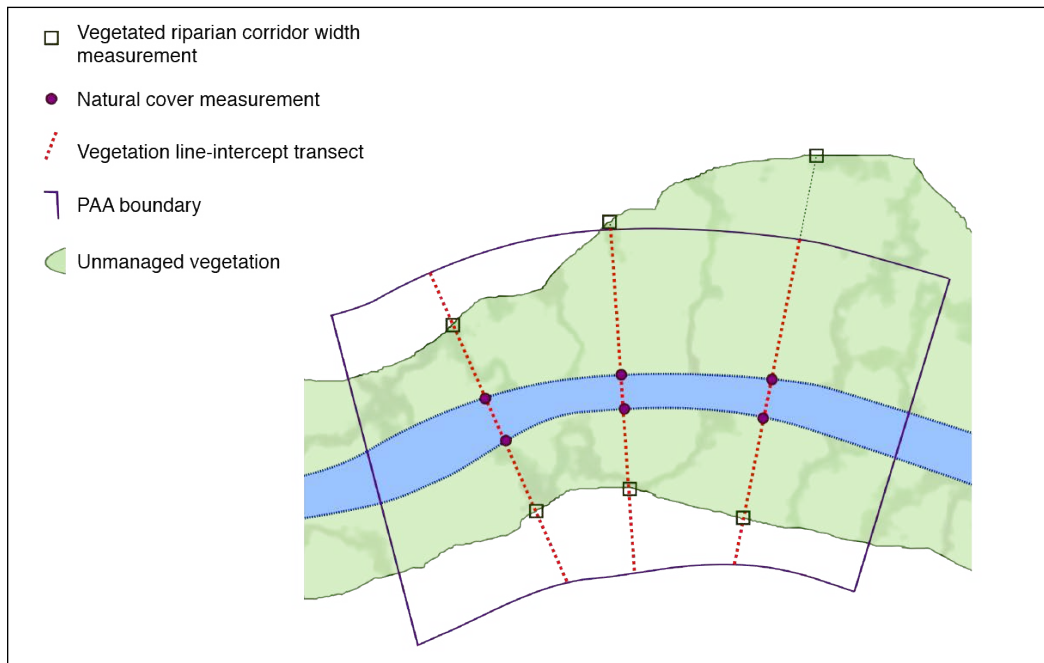 Vegetated riparian corridor width
measurement
Natural cover measurement
Vegetation line-intercept transect
PAA boundary
Unmanaged vegetation